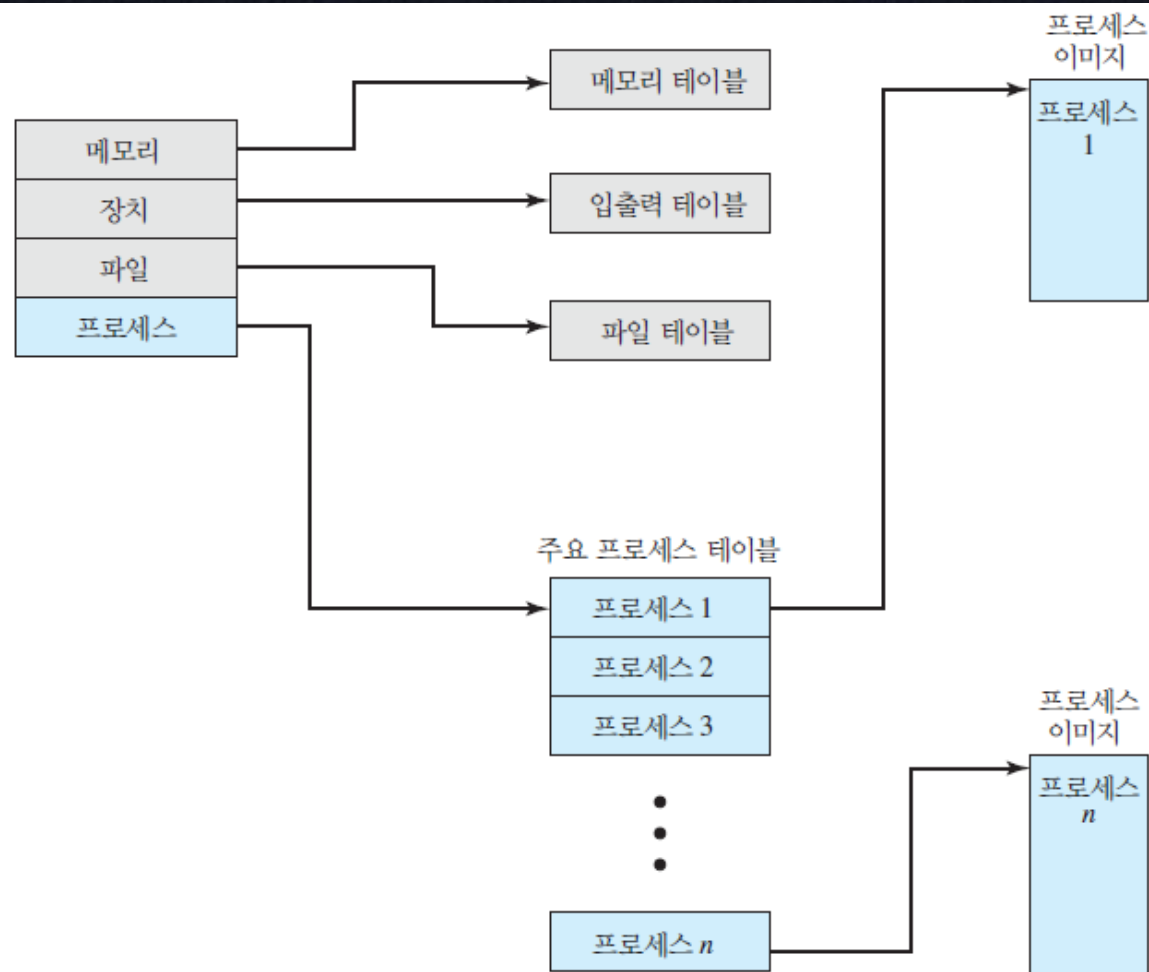 프로세스
이미지
메모리 테이블
프로세스
1
메모리
장치
입출력 테이블
파일
프로세스
파일 테이블
주요 프로세스 테이블
프로세스 1
프로세스 2
프로세스 3
프로세스
이미지
프로세스
n
프로세스 n